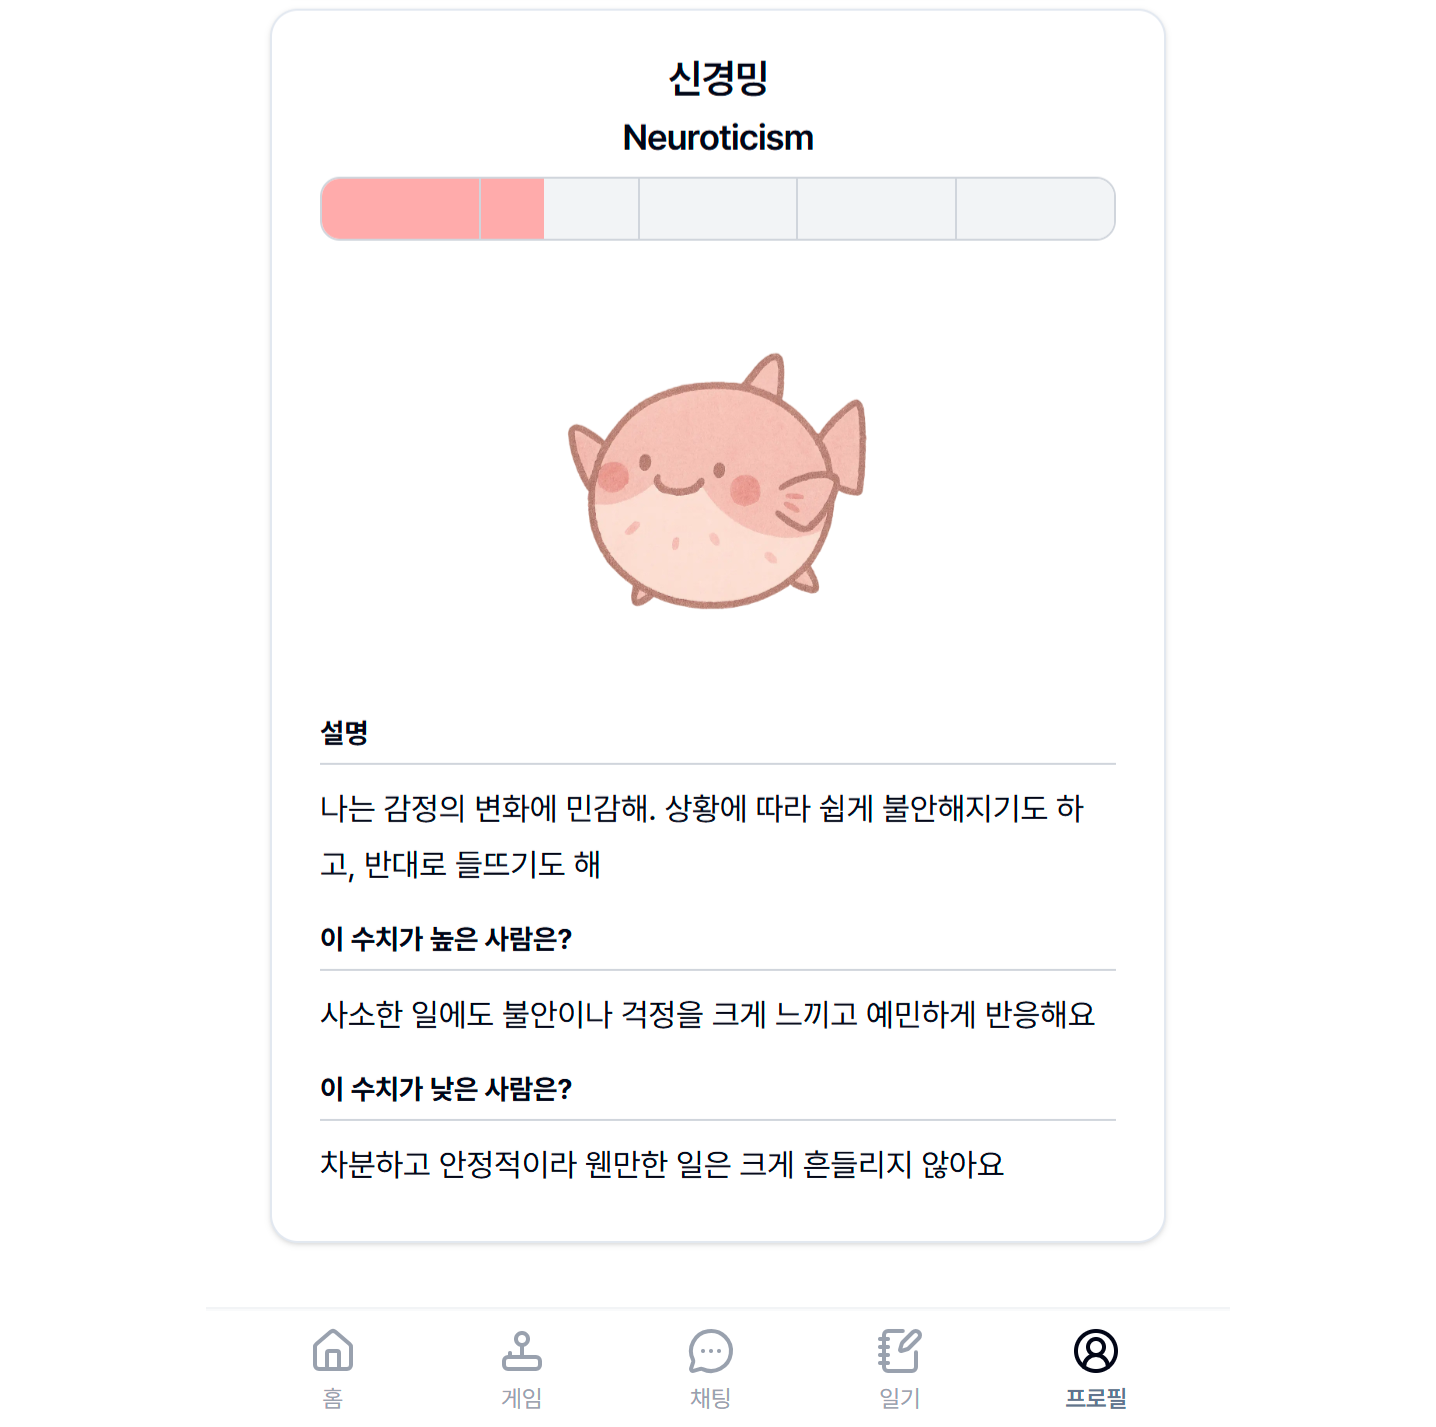 신경밍
Neuroticism
설명
나는 감정의 변화에 민감해. 상황에 따라 쉽게 불안해지기도 하
고, 반대로 들뜨기도 해
이 수치가 높은 사람은?
사소한 일에도 불안이나 걱정을 크게 느끼고 예민하게 반응해요
이 수치가 낮은 사람은?
차분하고 안정적이라 웬만한 일은 크게 흔들리지 않아요
홈
게임
채팅
일기
프로필